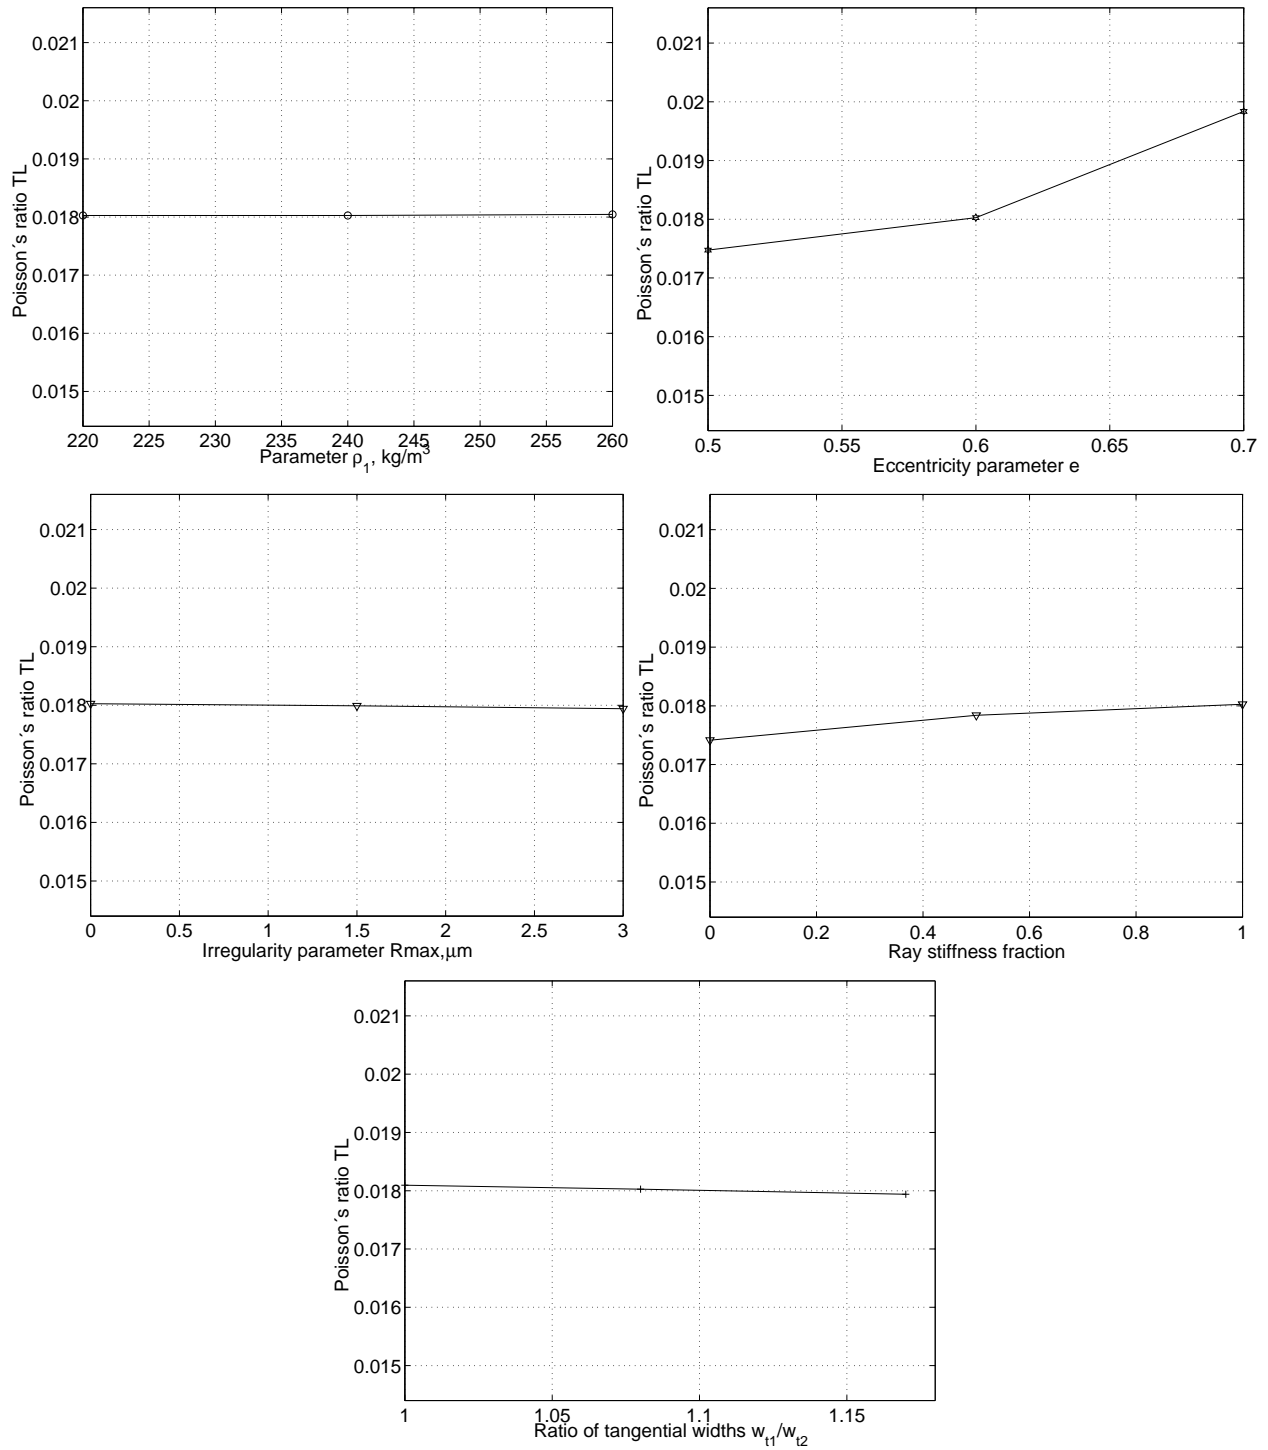 0.021
0.02
0.019
0.018
0.017
0.016
0.015
Poisson´s ratio TL
220 225 230 235 240 245 250 255 260
Parameter ρ1, kg/m3
0.021
0.02
0.019
0.018
0.017
0.016
0.015
Poisson´s ratio TL
0.5 0.55 0.6 0.65 0.7
Eccentricity parameter e
0.021
0.02
0.019
0.018
0.017
0.016
0.015
Poisson´s ratio TL
0 0.5 1 1.5 2 2.5 3
Irregularity parameter Rmax,μm
0.021
0.02
0.019
0.018
0.017
0.016
0.015
Poisson´s ratio TL
0 0.2 0.4 0.6 0.8 1
Ray stiffness fraction
0.021
0.02
0.019
0.018
0.017
0.016
0.015
Poisson´s ratio TL
1 1.05 1.1 1.15
Ratio of tangential widths wt1/wt2